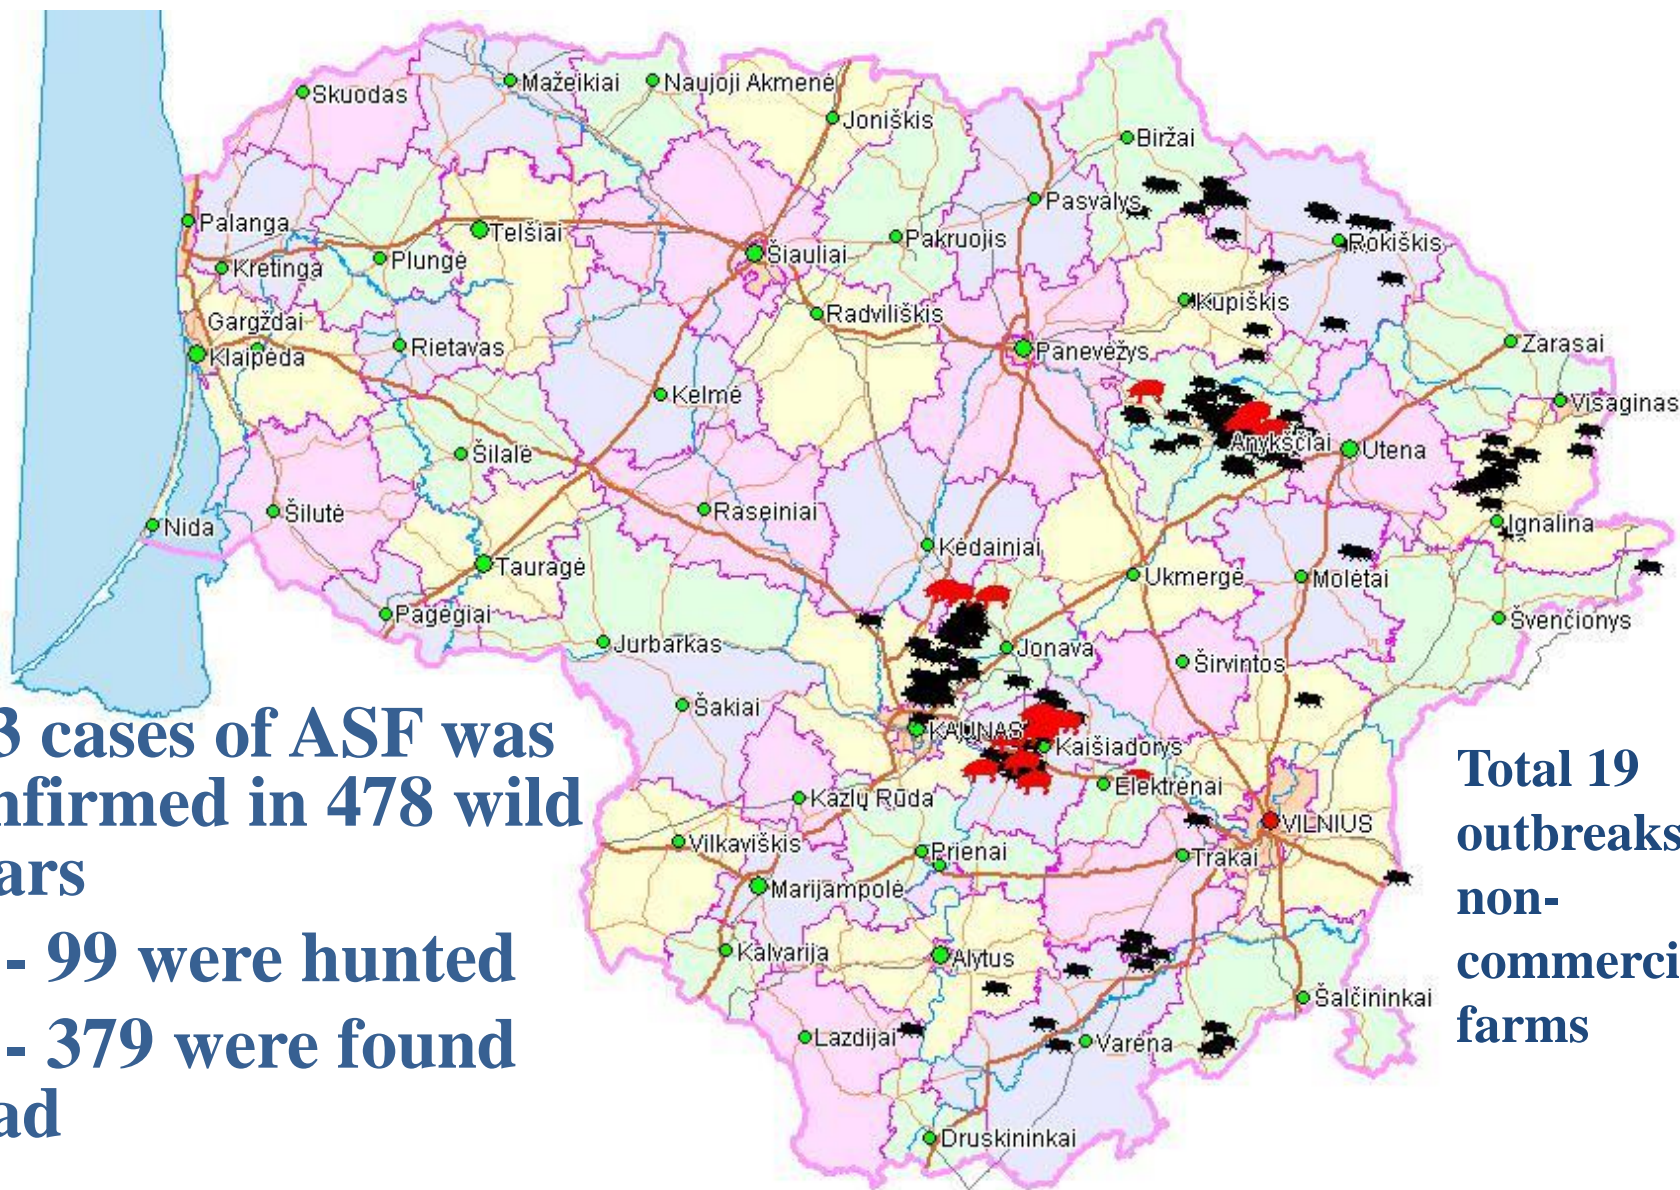 Skuodas
Mažeikiai
Naujoji Akmenė
Joniškis
Biržai
Palanga
Telšiai
Pasvalys
Pakruojis
Rokiškis
Kretinga
Plungė
Šiauliai
Kupiškis
Gargždai
Radviliškis
Klaipėda
Rietavas
Panevėžys
Zarasai
Kelmė
Visaginas
Anykščiai
Utena
Šilalė
Nida
Šilutė
Raseiniai
Ignalina
Kėdainiai
Tauragė
Ukmergė
Molėtai
Pagėgiai
Švenčionys
Jurbarkas
Jonava
Širvintos
Šakiai
KAUNAS
Kaišiadorys
Elektrėnai
Kazlų Rūda
VILNIUS
Vilkaviškis
Prienai
Trakai
Marijampolė
Kalvarija
Alytus
Šalčininkai
Lazdijai
Varėna
Druskininkai
3 cases of ASF was
nfirmed in 478 wild
ars
- 99 were hunted
- 379 were found
ad
Total 19
outbreaks
non-
commerci
farms